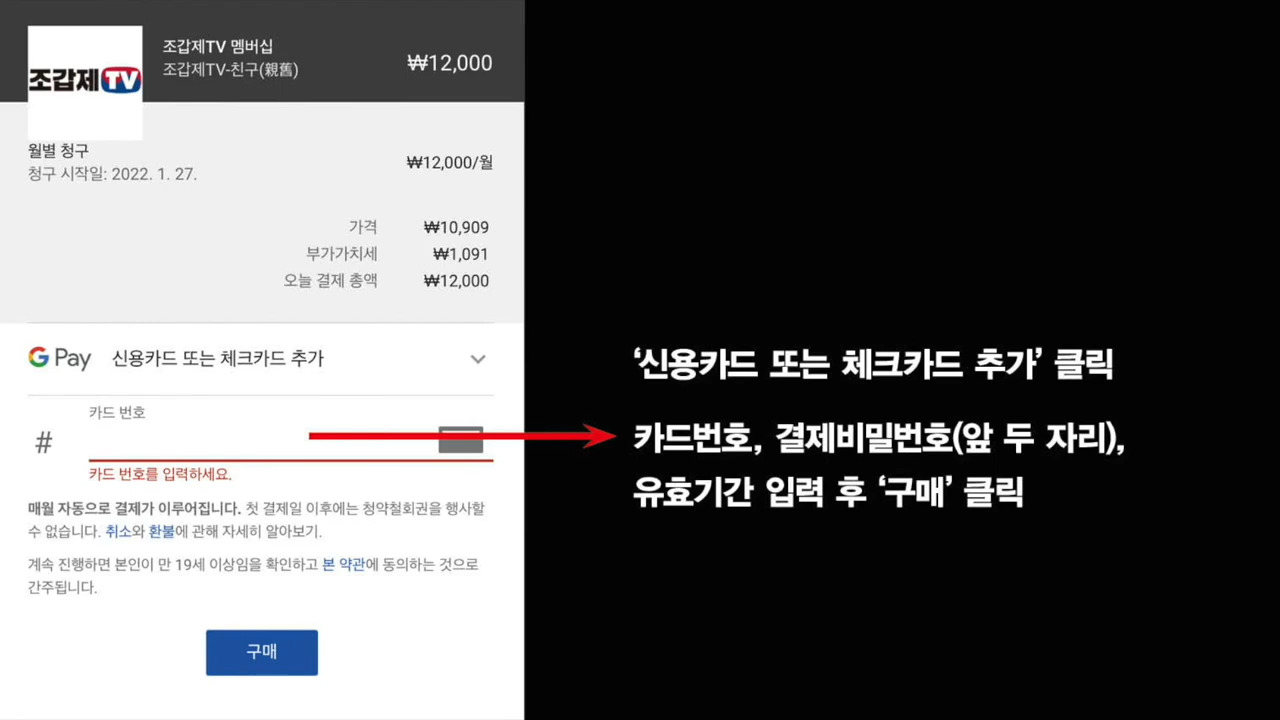 조갑제TV
조갑제TV 멤버십
조갑제TV-친구(親舊)
₩12,000
월별 청구
청구 시작일: 2022. 1. 27.
₩12,000/월
가격 ₩10,909
부가가치세 ₩1,091
오늘 결제 총액 ₩12,000
G Pay 신용카드 또는 체크카드 추가
카드 번호
#
카드 번호를 입력하세요.
매월 자동으로 결제가 이루어집니다. 첫 결제일 이후에는 청약철회권을 행사할
수 없습니다. 취소와 환불에 관해 자세히 알아보기.
계속 진행하면 본인이 만 19세 이상임을 확인하고 본 약관에 동의하는 것으로
간주됩니다.
구매
‘신용카드 또는 체크카드 추가’ 클릭
카드번호, 결제비밀번호(앞 두 자리),
유효기간 입력 후 ‘구매’ 클릭